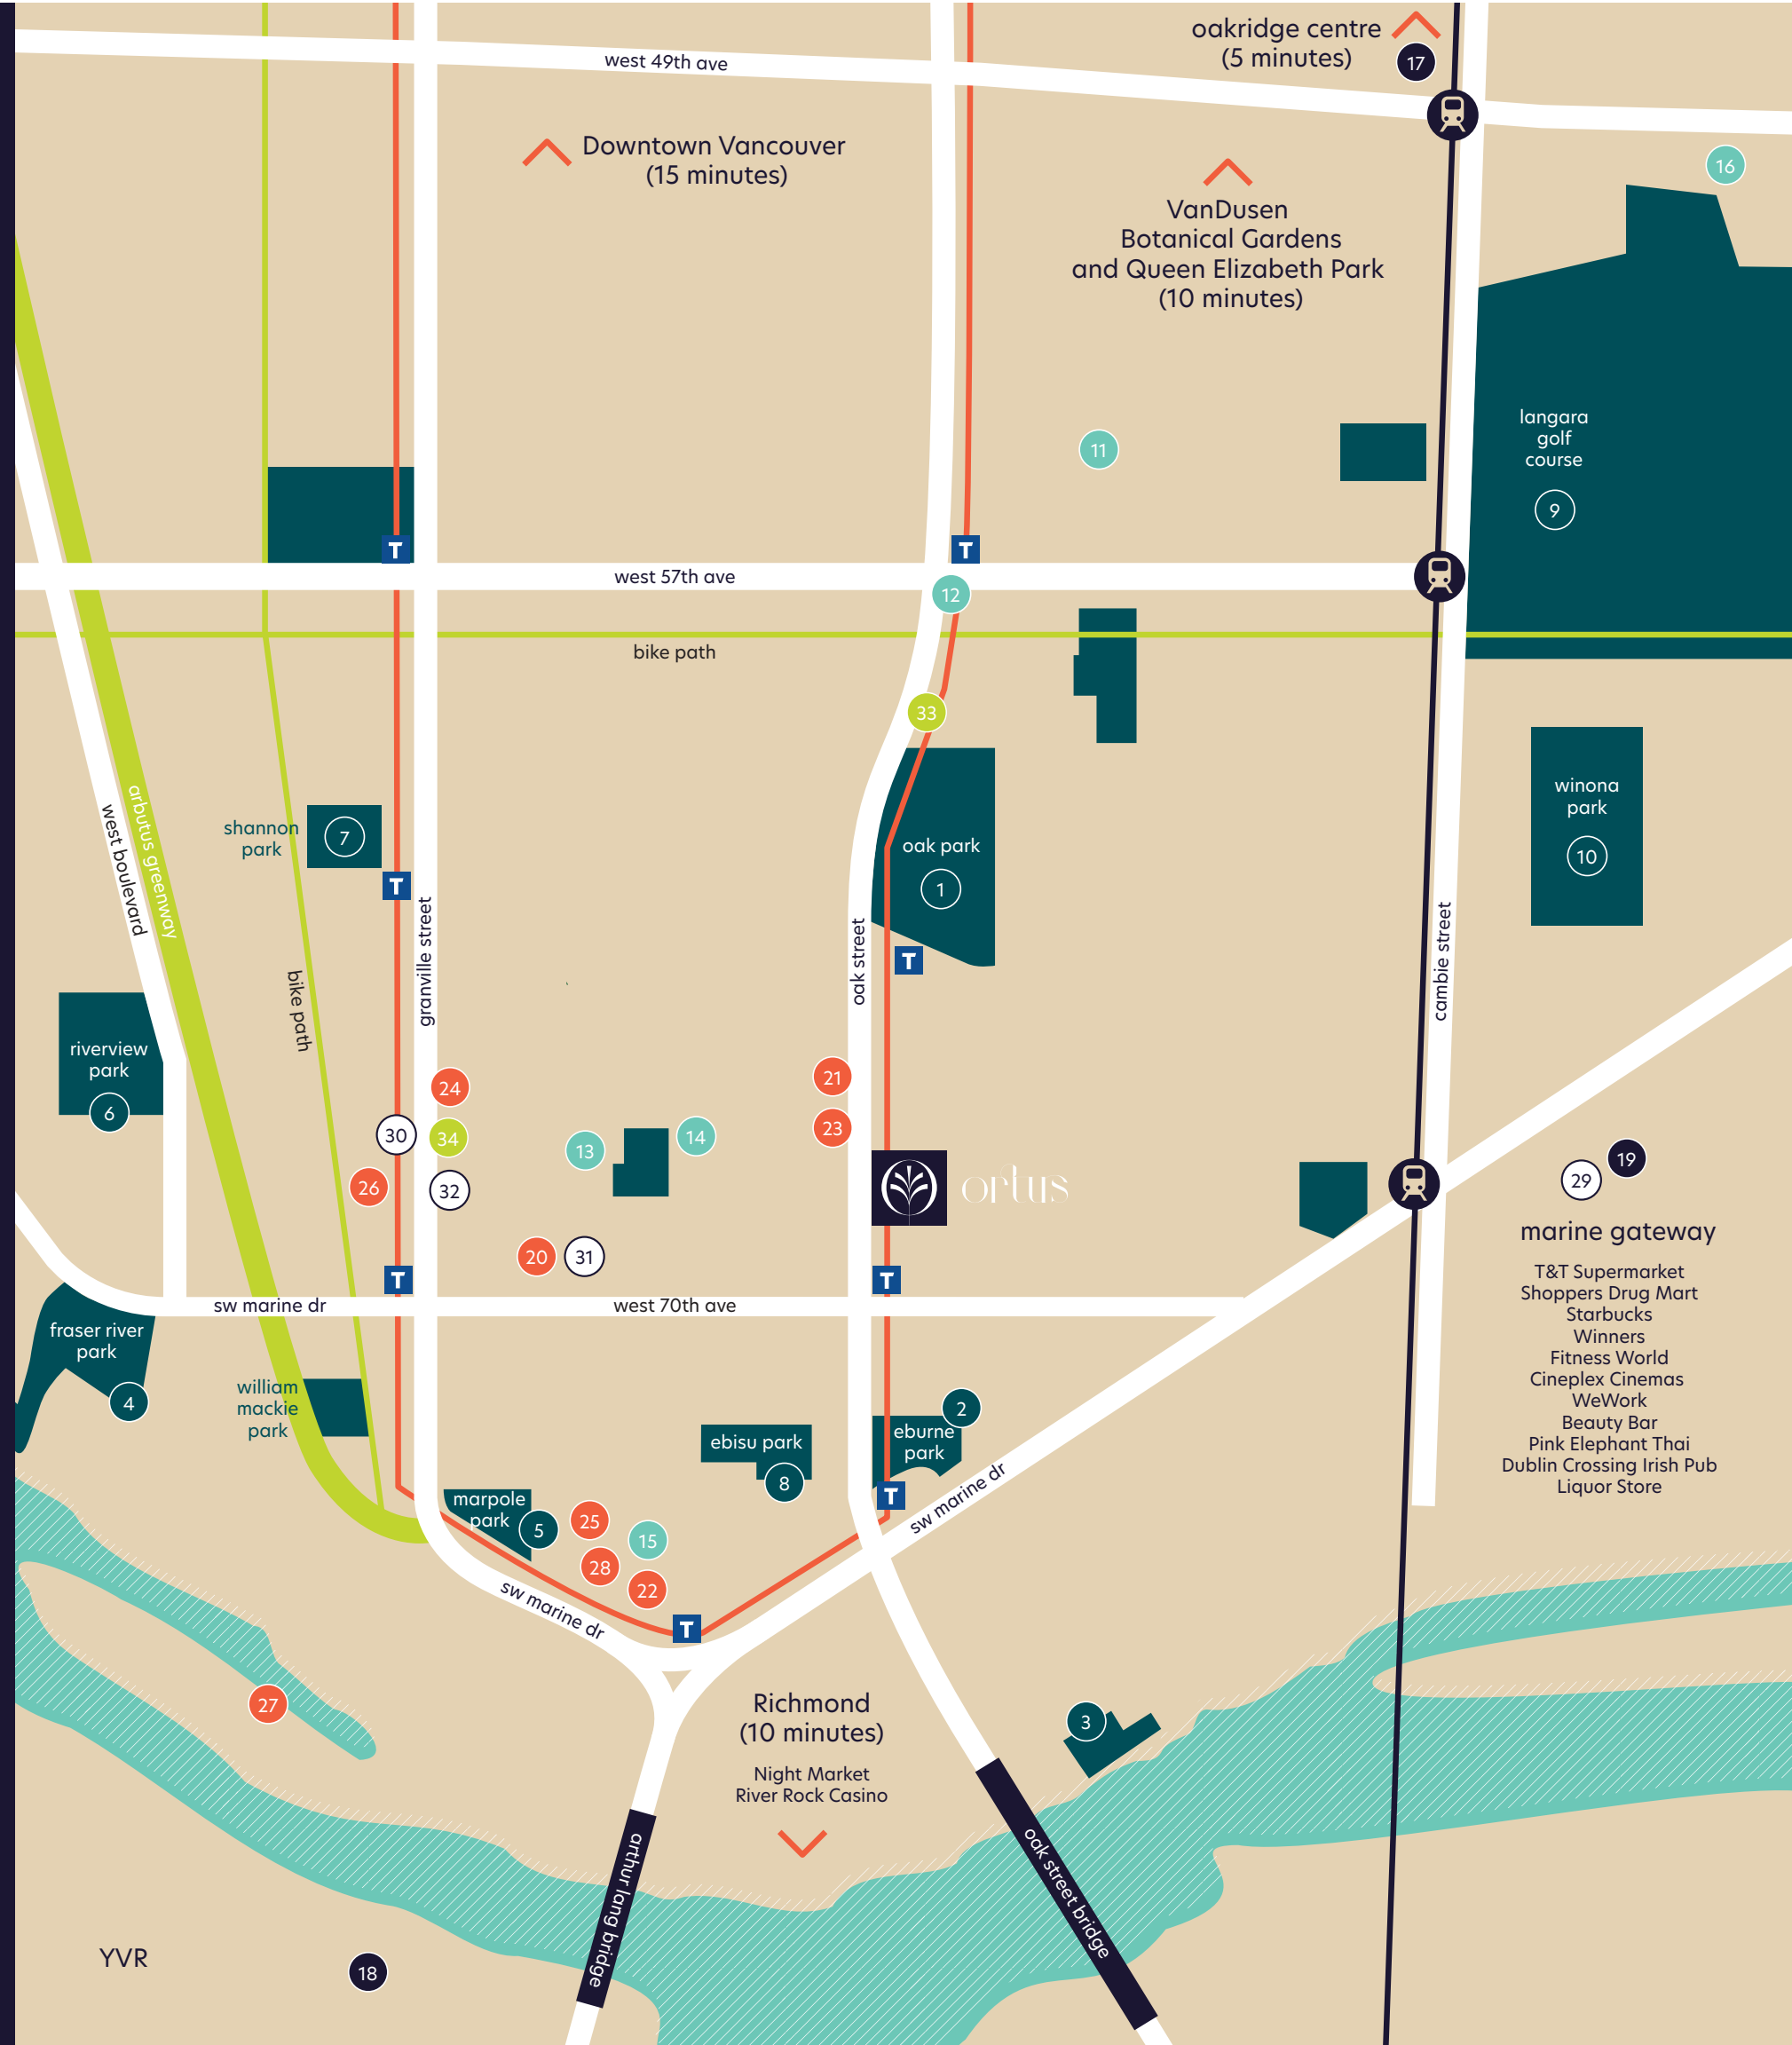 oakridge centre
(5 minutes)
17
west 49th ave
Downtown Vancouver
(15 minutes)
16
VanDusen
Botanical Gardens
and Queen Elizabeth Park
(10 minutes)
langara
golf
course
9
11
T
T
west 57th ave
12
bike path
33
winona
park
10
shannon
park
7
oak park
1
west boulevard
arbutus greenway
T
granville street
oak street
T
cambie street
bike path
riverview
park
6
24
21
30
34
13
14
23
26
32
ortus
29
19
marine gateway
T&T Supermarket
Shoppers Drug Mart
Starbucks
Winners
Fitness World
Cineplex Cinemas
WeWork
Beauty Bar
Pink Elephant Thai
Dublin Crossing Irish Pub
Liquor Store
20
31
T
T
sw marine dr
west 70th ave
fraser river
park
4
william
mackie
park
ebisu park
8
2
eburne
park
T
sw marine dr
marpole
park
5
25
15
28
22
sw marine dr
T
27
Richmond
(10 minutes)
Night Market
River Rock Casino
3
arthur lang bridge
oak street bridge
YVR
18